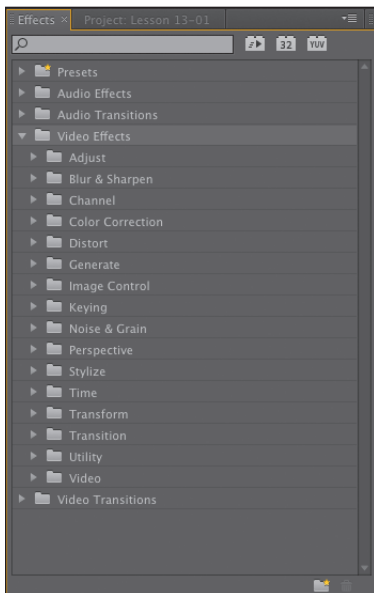 Effects × Project: Lesson 13-01
32 YUV
Presets
Audio Effects
Audio Transitions
Video Effects
Adjust
Blur & Sharpen
Channel
Color Correction
Distort
Generate
Image Control
Keying
Noise & Grain
Perspective
Stylize
Time
Transform
Transition
Utility
Video
Video Transitions